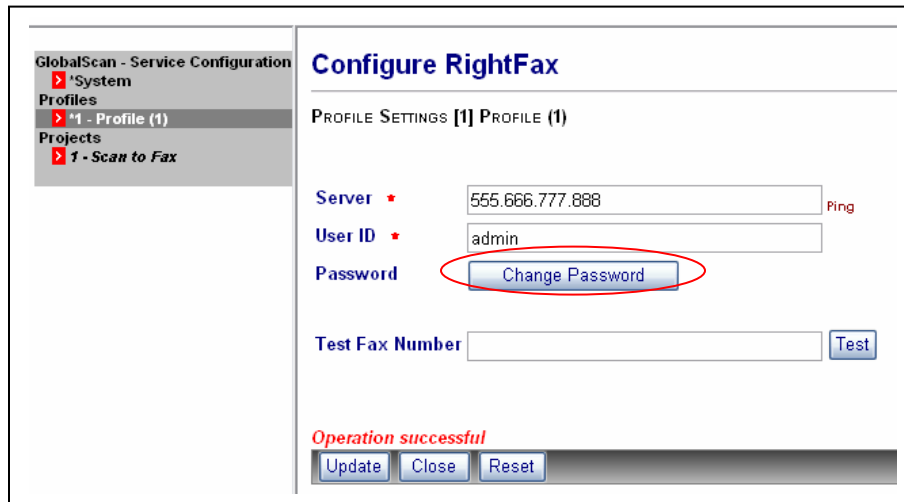 GlobalScan - Service Configuration
*System
Profiles
*1 - Profile (1)
Projects
1 - Scan to Fax
Configure RightFax
PROFILE SETTINGS [1] PROFILE (1)
Server *
555.666.777.888
Ping
User ID *
admin
Password
Change Password
Test Fax Number
Test
Operation successful
Update
Close
Reset